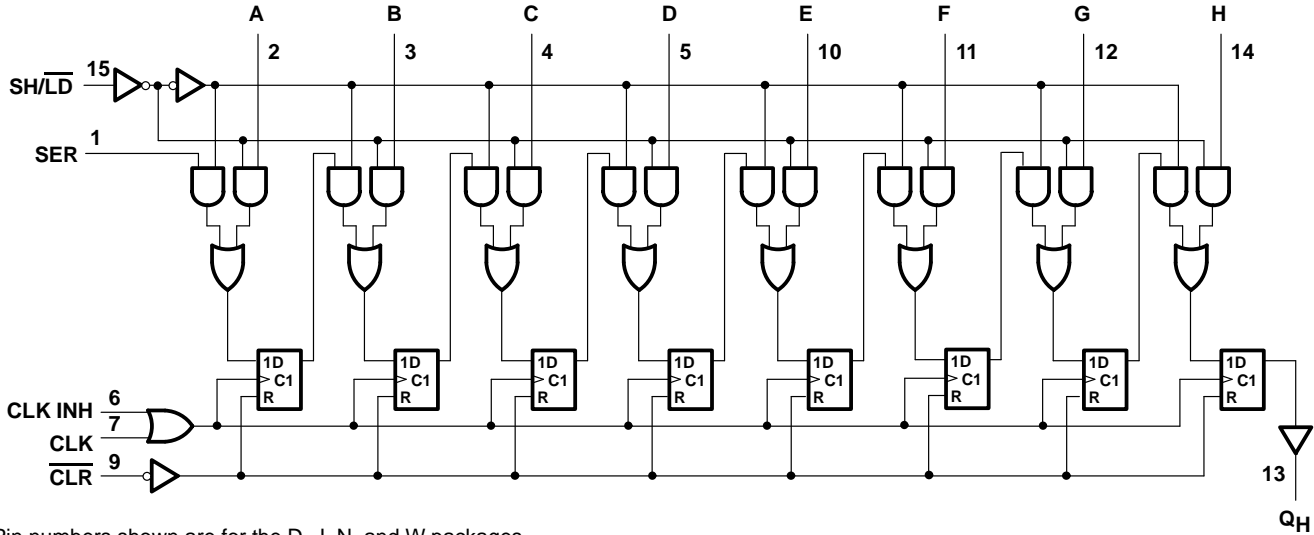 A B C D E F G H
2 3 4 5 10 11 12 14
SH/L̅D̅ 15
SER 1
1D 1D 1D 1D 1D 1D 1D 1D
C1 C1 C1 C1 C1 C1 C1 C1
R R R R R R R R
CLK INH 6
CLK 7
C̅L̅R̅ 9
13
QH
Pin numbers shown are for the D, J, N, and W packages